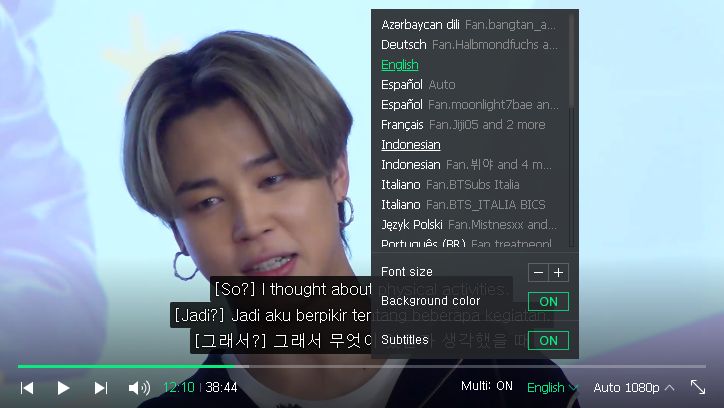 Azərbaycan dili Fan.bangtan_a...
Deutsch Fan.Halbmondfuchs a...
English
Español Auto
Español Fan.moonlight7bae an...
Français Fan.Jiji05 and 2 more
Indonesian
Indonesian Fan.뷔야 and 4 m...
Italiano Fan.BTSubs Italia
Italiano Fan.BTS_ITALIA BICS
Język Polski Fan.Mistnesxx and...
Português (BR)
Font size − +
Background color ON
Subtitles ON
[So?] I thought about physical activities.
[Jadi?] Jadi aku berpikir tentang beberapa kegiatan.
[그래서?] 그래서 무엇이 생각했을 때
12:10 | 38:44 Multi: ON English Auto 1080p